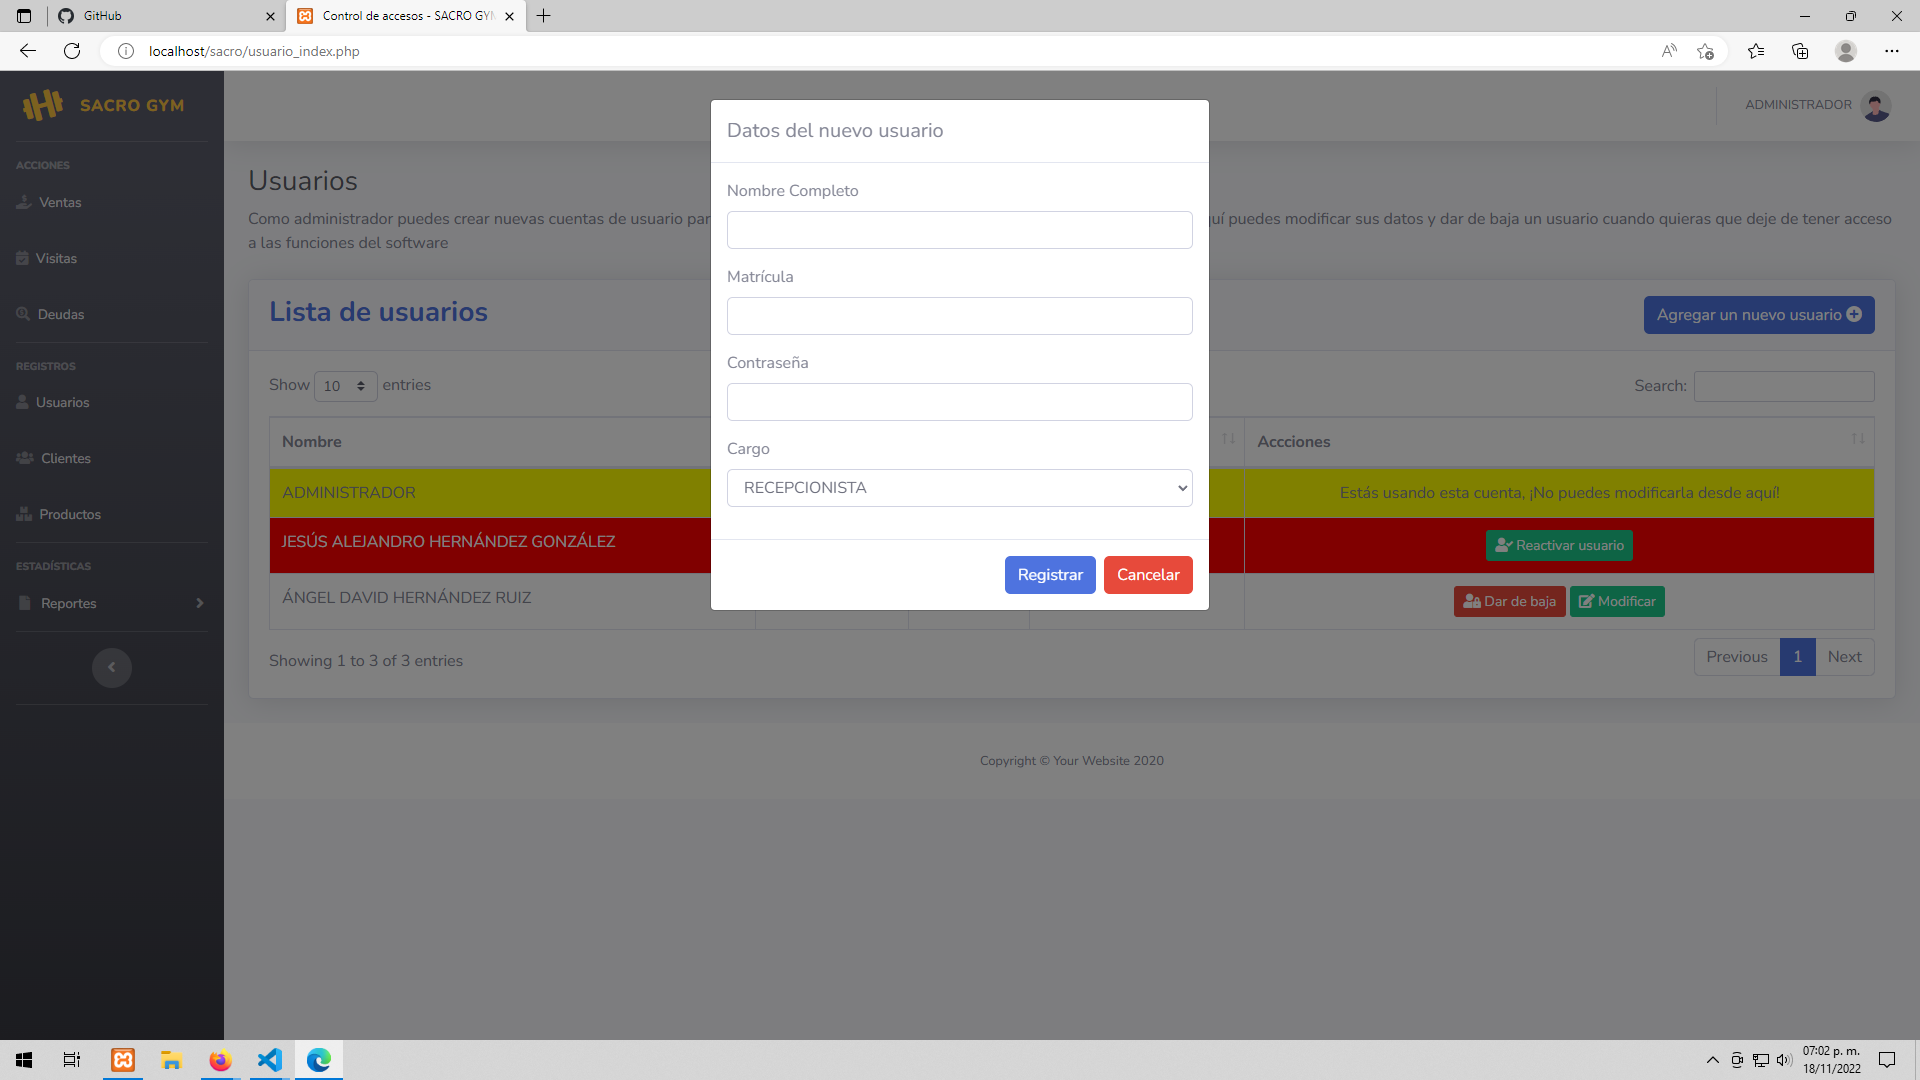 GitHub
Control de accesos - SACRO GYM
localhost/sacro/usuario_index.php
SACRO GYM
ADMINISTRADOR
ACCIONES
Ventas
Visitas
Deudas
REGISTROS
Usuarios
Clientes
Productos
ESTADÍSTICAS
Reportes
Usuarios
Como administrador puedes crear nuevas cuentas de usuario par
uí puedes modificar sus datos y dar de baja un usuario cuando quieras que deje de tener acceso
a las funciones del software
Lista de usuarios
Agregar un nuevo usuario
Show 10 entries
Search:
Nombre
Accciones
ADMINISTRADOR
Estás usando esta cuenta, ¡No puedes modificarla desde aquí!
JESÚS ALEJANDRO HERNÁNDEZ GONZÁLEZ
Reactivar usuario
ÁNGEL DAVID HERNÁNDEZ RUIZ
Dar de baja
Modificar
Showing 1 to 3 of 3 entries
Previous 1 Next
Copyright © Your Website 2020
Datos del nuevo usuario
Nombre Completo
Matrícula
Contraseña
Cargo
RECEPCIONISTA
Registrar
Cancelar
07:02 p. m.
18/11/2022